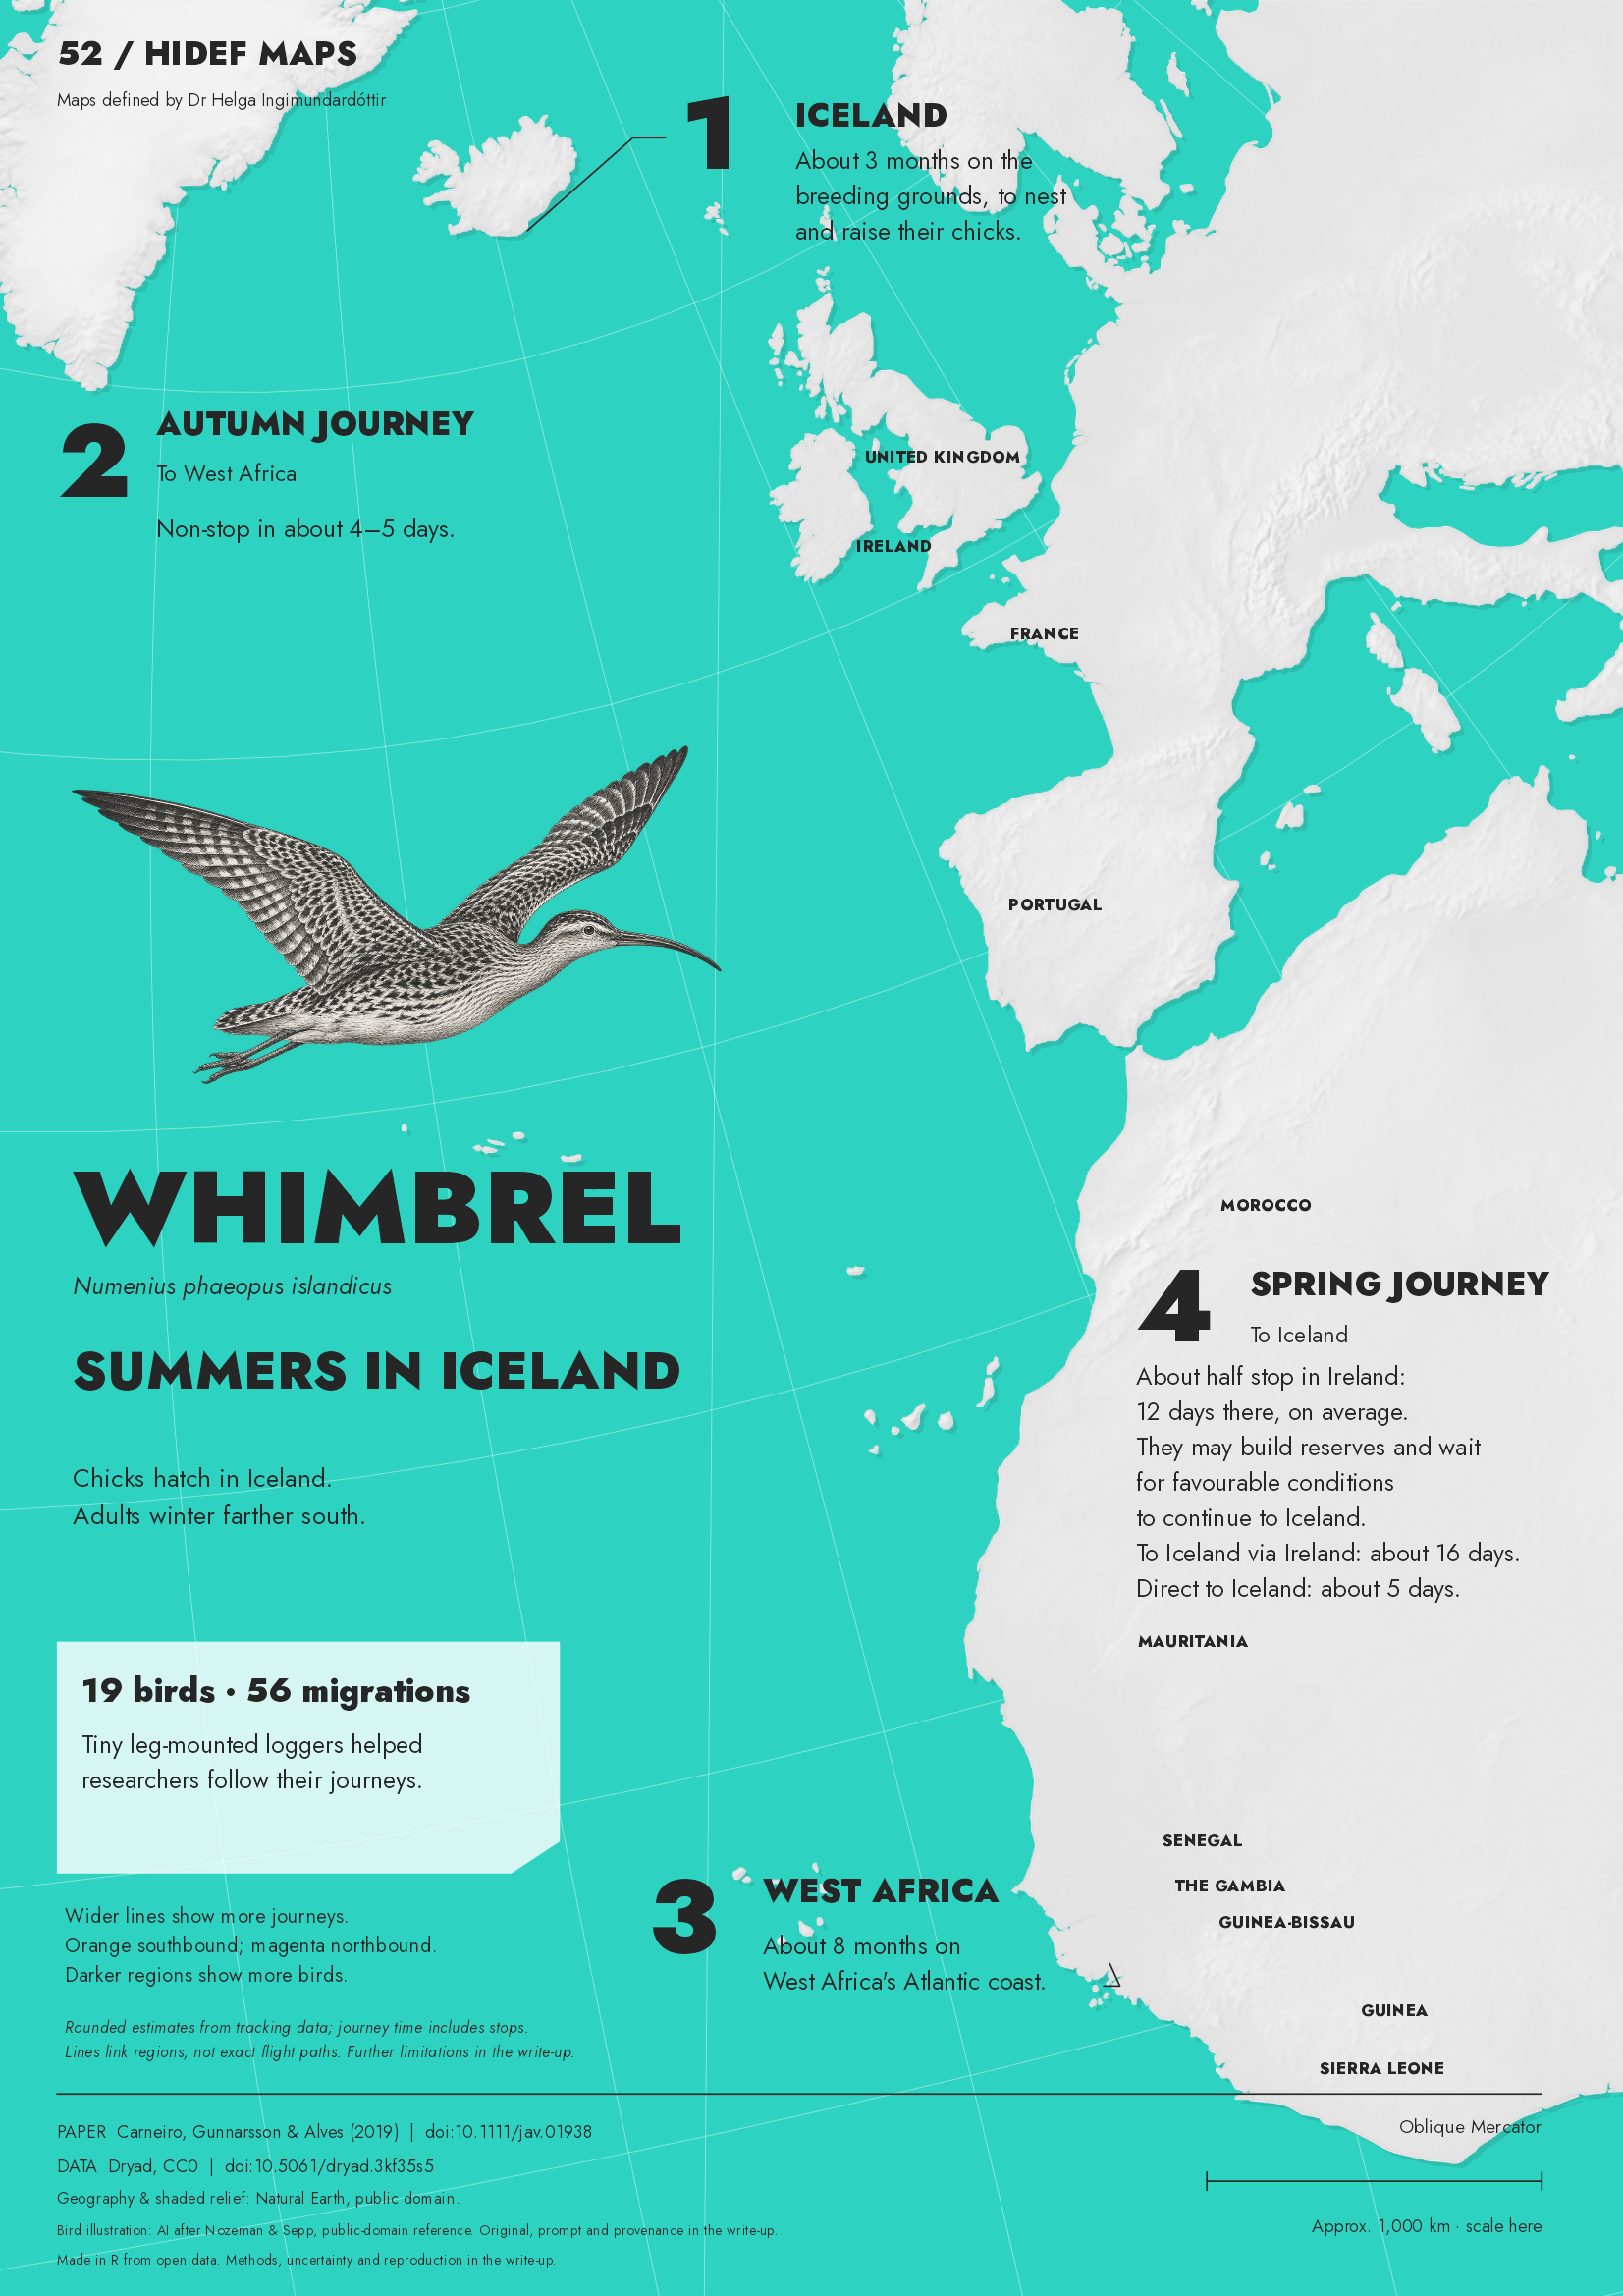 52 / HIDEF MAPS
Maps defined by Dr Helga Ingimundardóttir
1
ICELAND
About 3 months on the
breeding grounds, to nest
and raise their chicks.
2
AUTUMN JOURNEY
To West Africa
Non-stop in about 4–5 days.
UNITED KINGDOM
IRELAND
FRANCE
PORTUGAL
WHIMBREL
Numenius phaeopus islandicus
SUMMERS IN ICELAND
Chicks hatch in Iceland.
Adults winter farther south.
MOROCCO
4
SPRING JOURNEY
To Iceland
About half stop in Ireland:
12 days there, on average.
They may build reserves and wait
for favourable conditions
to continue to Iceland.
To Iceland via Ireland: about 16 days.
Direct to Iceland: about 5 days.
MAURITANIA
19 birds · 56 migrations
Tiny leg-mounted loggers helped
researchers follow their journeys.
SENEGAL
THE GAMBIA
GUINEA-BISSAU
GUINEA
SIERRA LEONE
3
WEST AFRICA
About 8 months on
West Africa's Atlantic coast.
Wider lines show more journeys.
Orange southbound; magenta northbound.
Darker regions show more birds.
Rounded estimates from tracking data; journey time includes stops.
Lines link regions, not exact flight paths. Further limitations in the write-up.
PAPER Carneiro, Gunnarsson & Alves (2019) | doi:10.1111/jav.01938
DATA Dryad, CC0 | doi:10.5061/dryad.3kf35s5
Geography & shaded relief: Natural Earth, public domain.
Bird illustration: AI after Nozeman & Sepp, public-domain reference. Original, prompt and provenance in the write-up.
Made in R from open data. Methods, uncertainty and reproduction in the write-up.
Oblique Mercator
Approx. 1,000 km · scale here